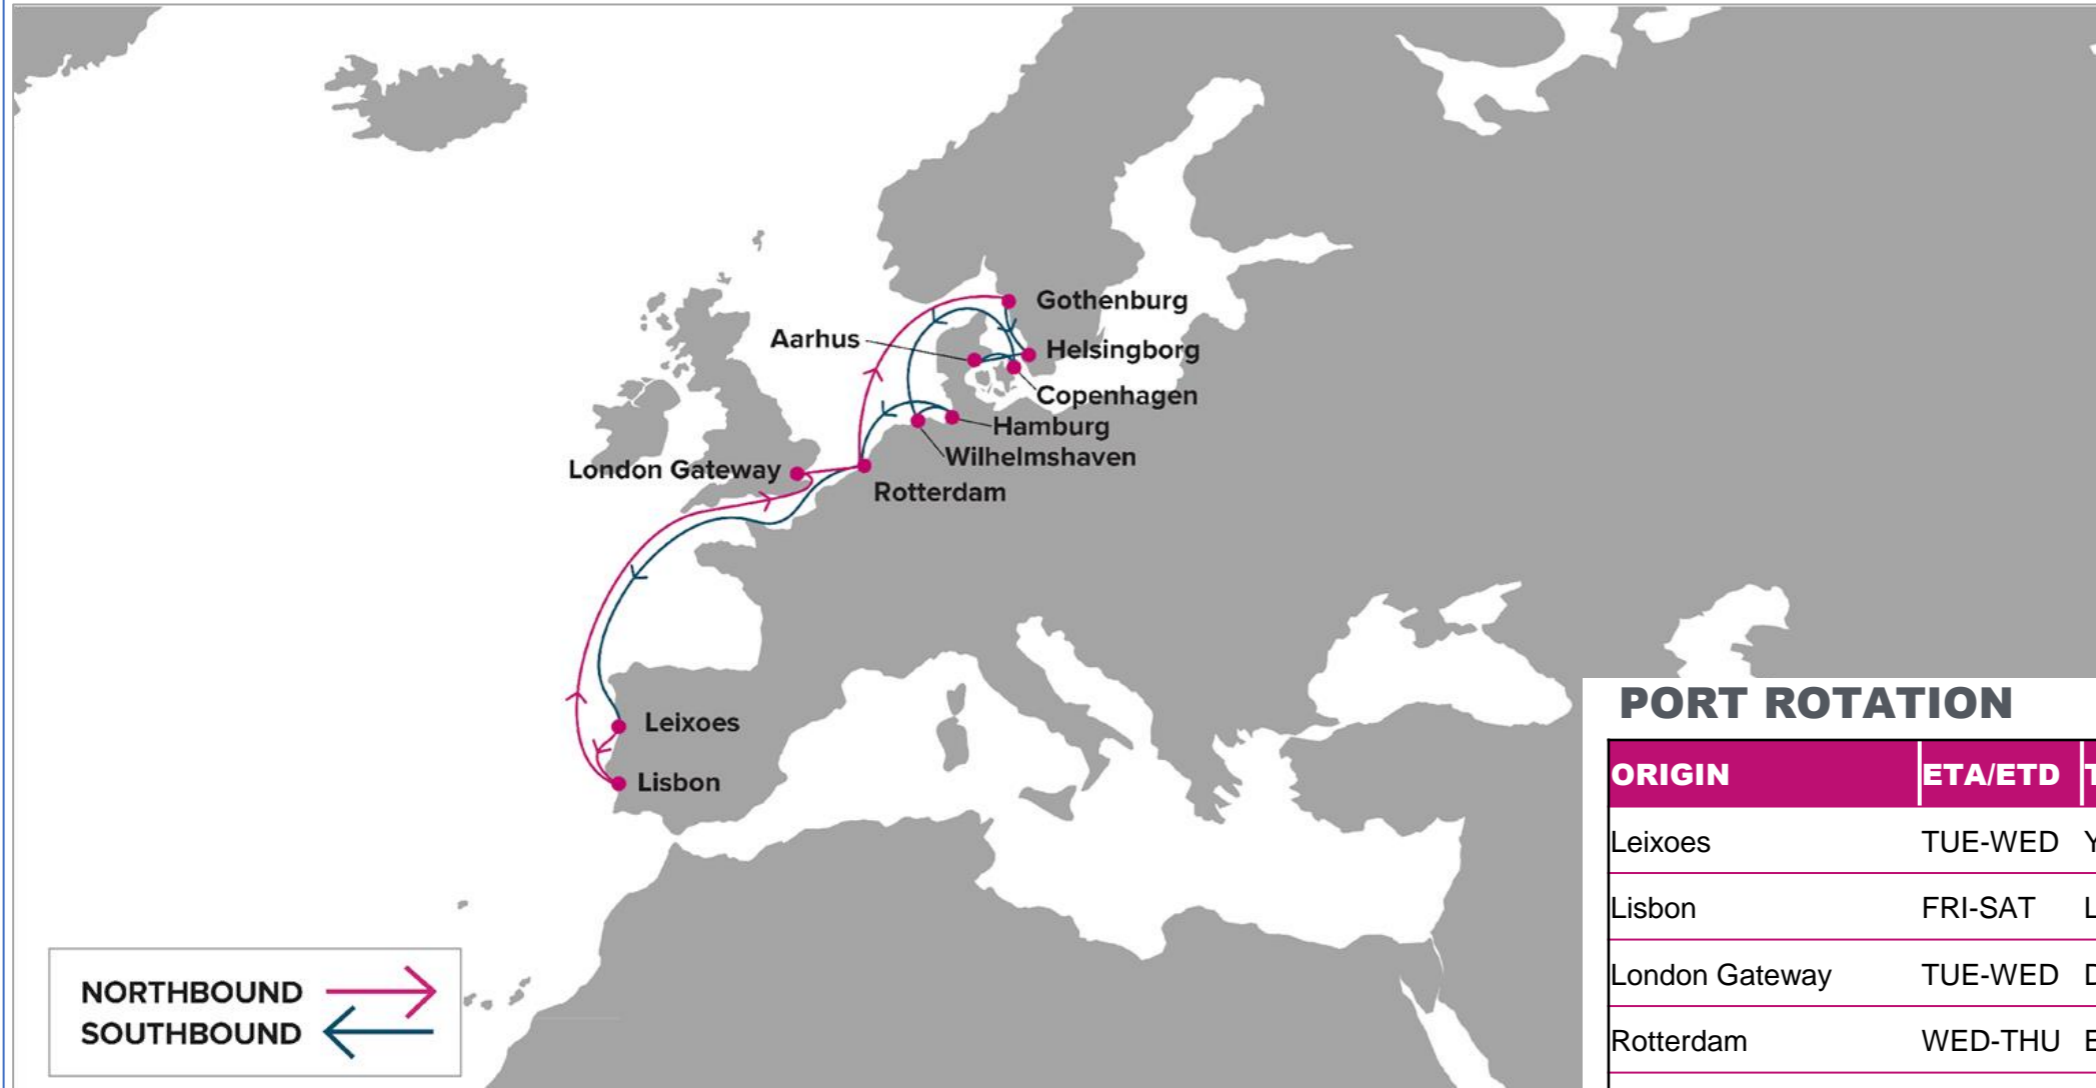 Gothenburg
Aarhus
Helsingborg
Copenhagen
Hamburg
Wilhelmshaven
London Gateway
Rotterdam
Leixoes
Lisbon
NORTHBOUND
SOUTHBOUND
PORT ROTATION
ORIGIN ETA/ETD
Leixoes TUE-WED
Lisbon FRI-SAT
London Gateway TUE-WED
Rotterdam WED-THU